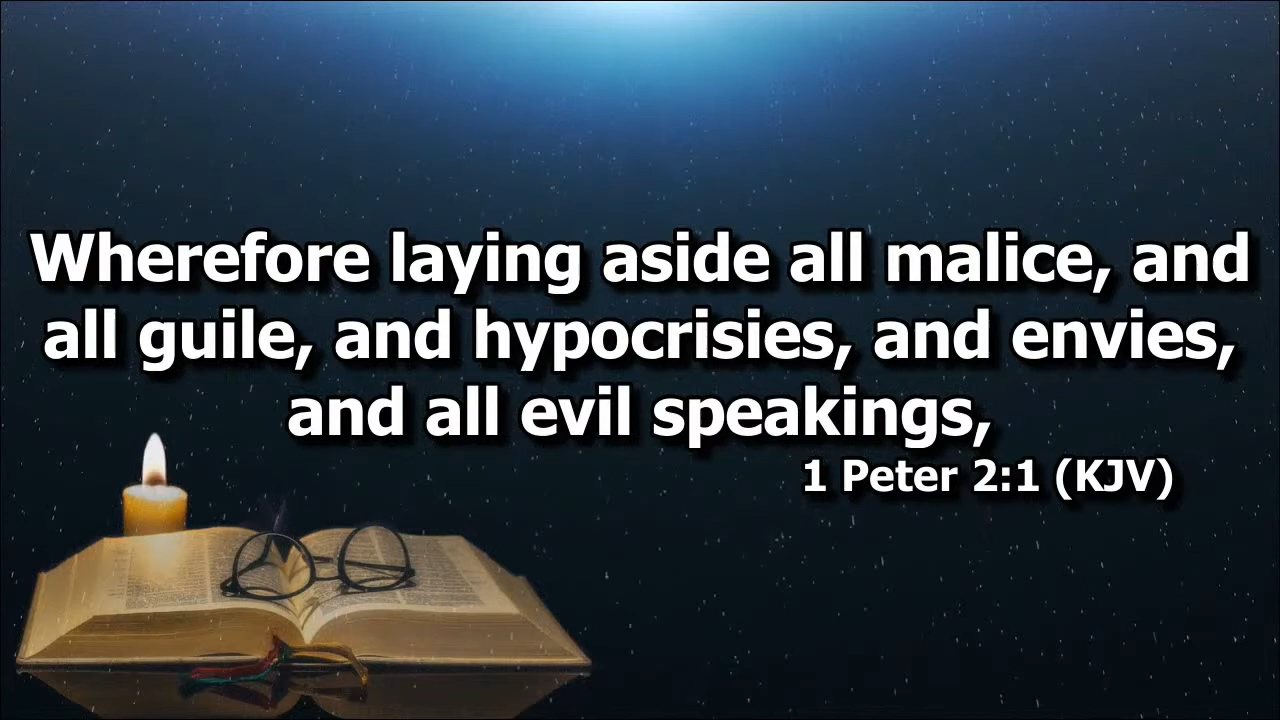 Wherefore laying aside all malice, and
all guile, and hypocrisies, and envies,
and all evil speakings,
1 Peter 2:1 (KJV)